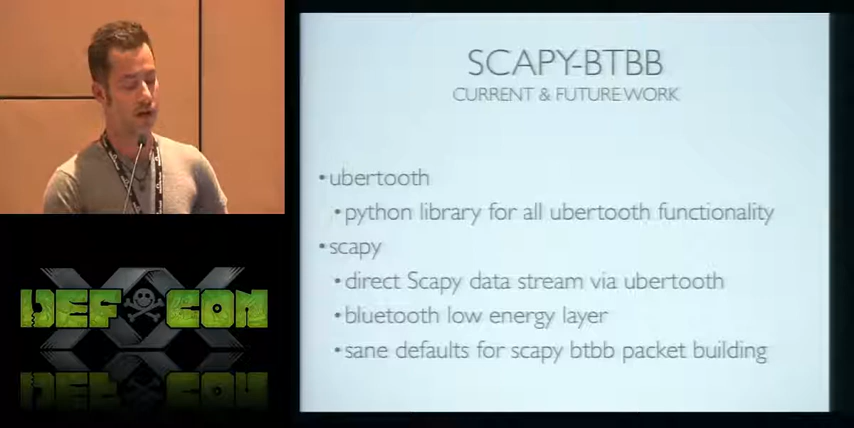 SCAPY-BTBB
CURRENT & FUTURE WORK
•ubertooth
•python library for all ubertooth functionality
•scapy
•direct Scapy data stream via ubertooth
•bluetooth low energy layer
•sane defaults for scapy btbb packet building
XX
DEF CON